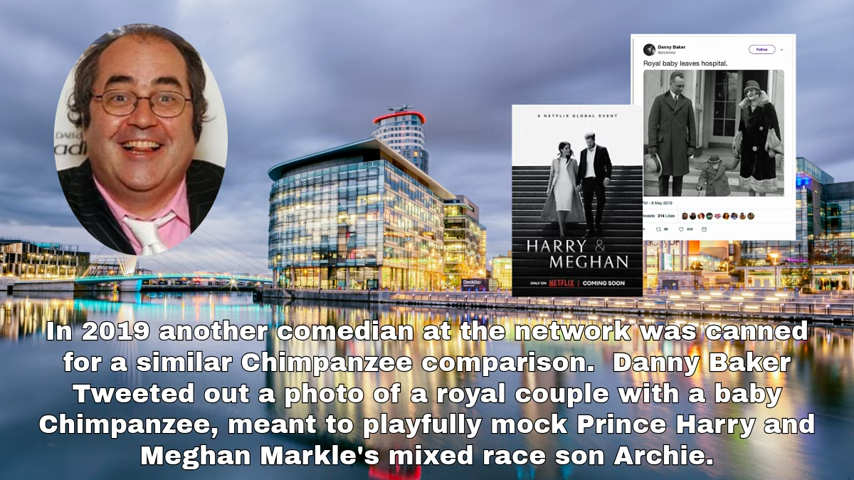 Danny Baker
Follow
Royal baby leaves hospital.
A NETFLIX GLOBAL EVENT
HARRY &
MEGHAN
ONLY ON NETFLIX | COMING SOON
In 2019 another comedian at the network was canned
for a similar Chimpanzee comparison. Danny Baker
Tweeted out a photo of a royal couple with a baby
Chimpanzee, meant to playfully mock Prince Harry and
Meghan Markle's mixed race son Archie.